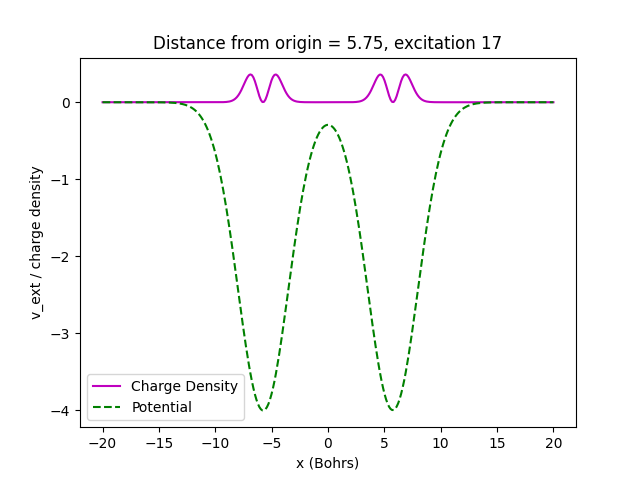 Distance from origin = 5.75, excitation 17
v_ext / charge density
0
−1
−2
−3
−4
Charge Density
Potential
−20
−15
−10
−5
0
5
10
15
20
x (Bohrs)